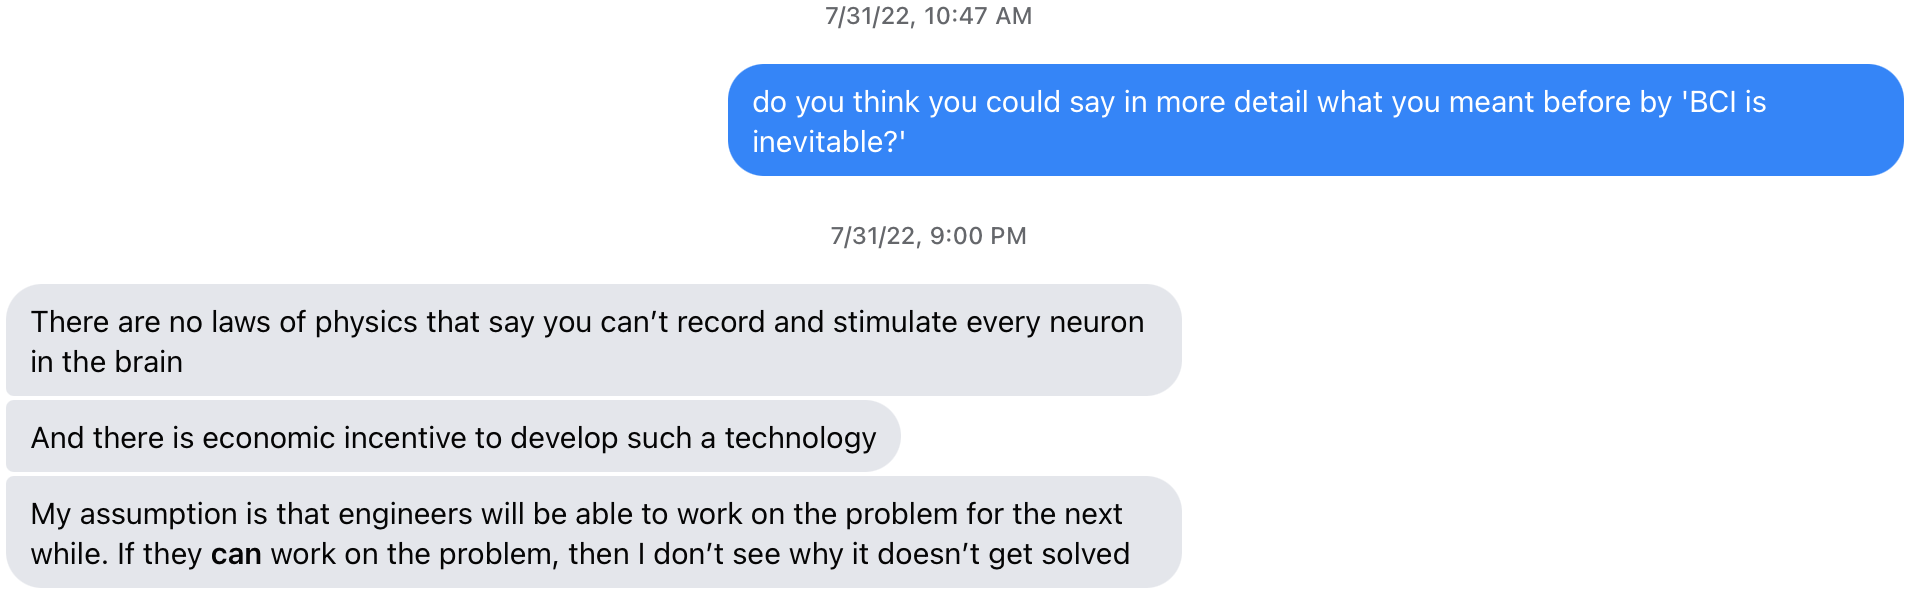 7/31/22, 10:47 AM
do you think you could say in more detail what you meant before by 'BCI is
inevitable?'
7/31/22, 9:00 PM
There are no laws of physics that say you can’t record and stimulate every neuron
in the brain
And there is economic incentive to develop such a technology
My assumption is that engineers will be able to work on the problem for the next
while. If they can work on the problem, then I don’t see why it doesn’t get solved